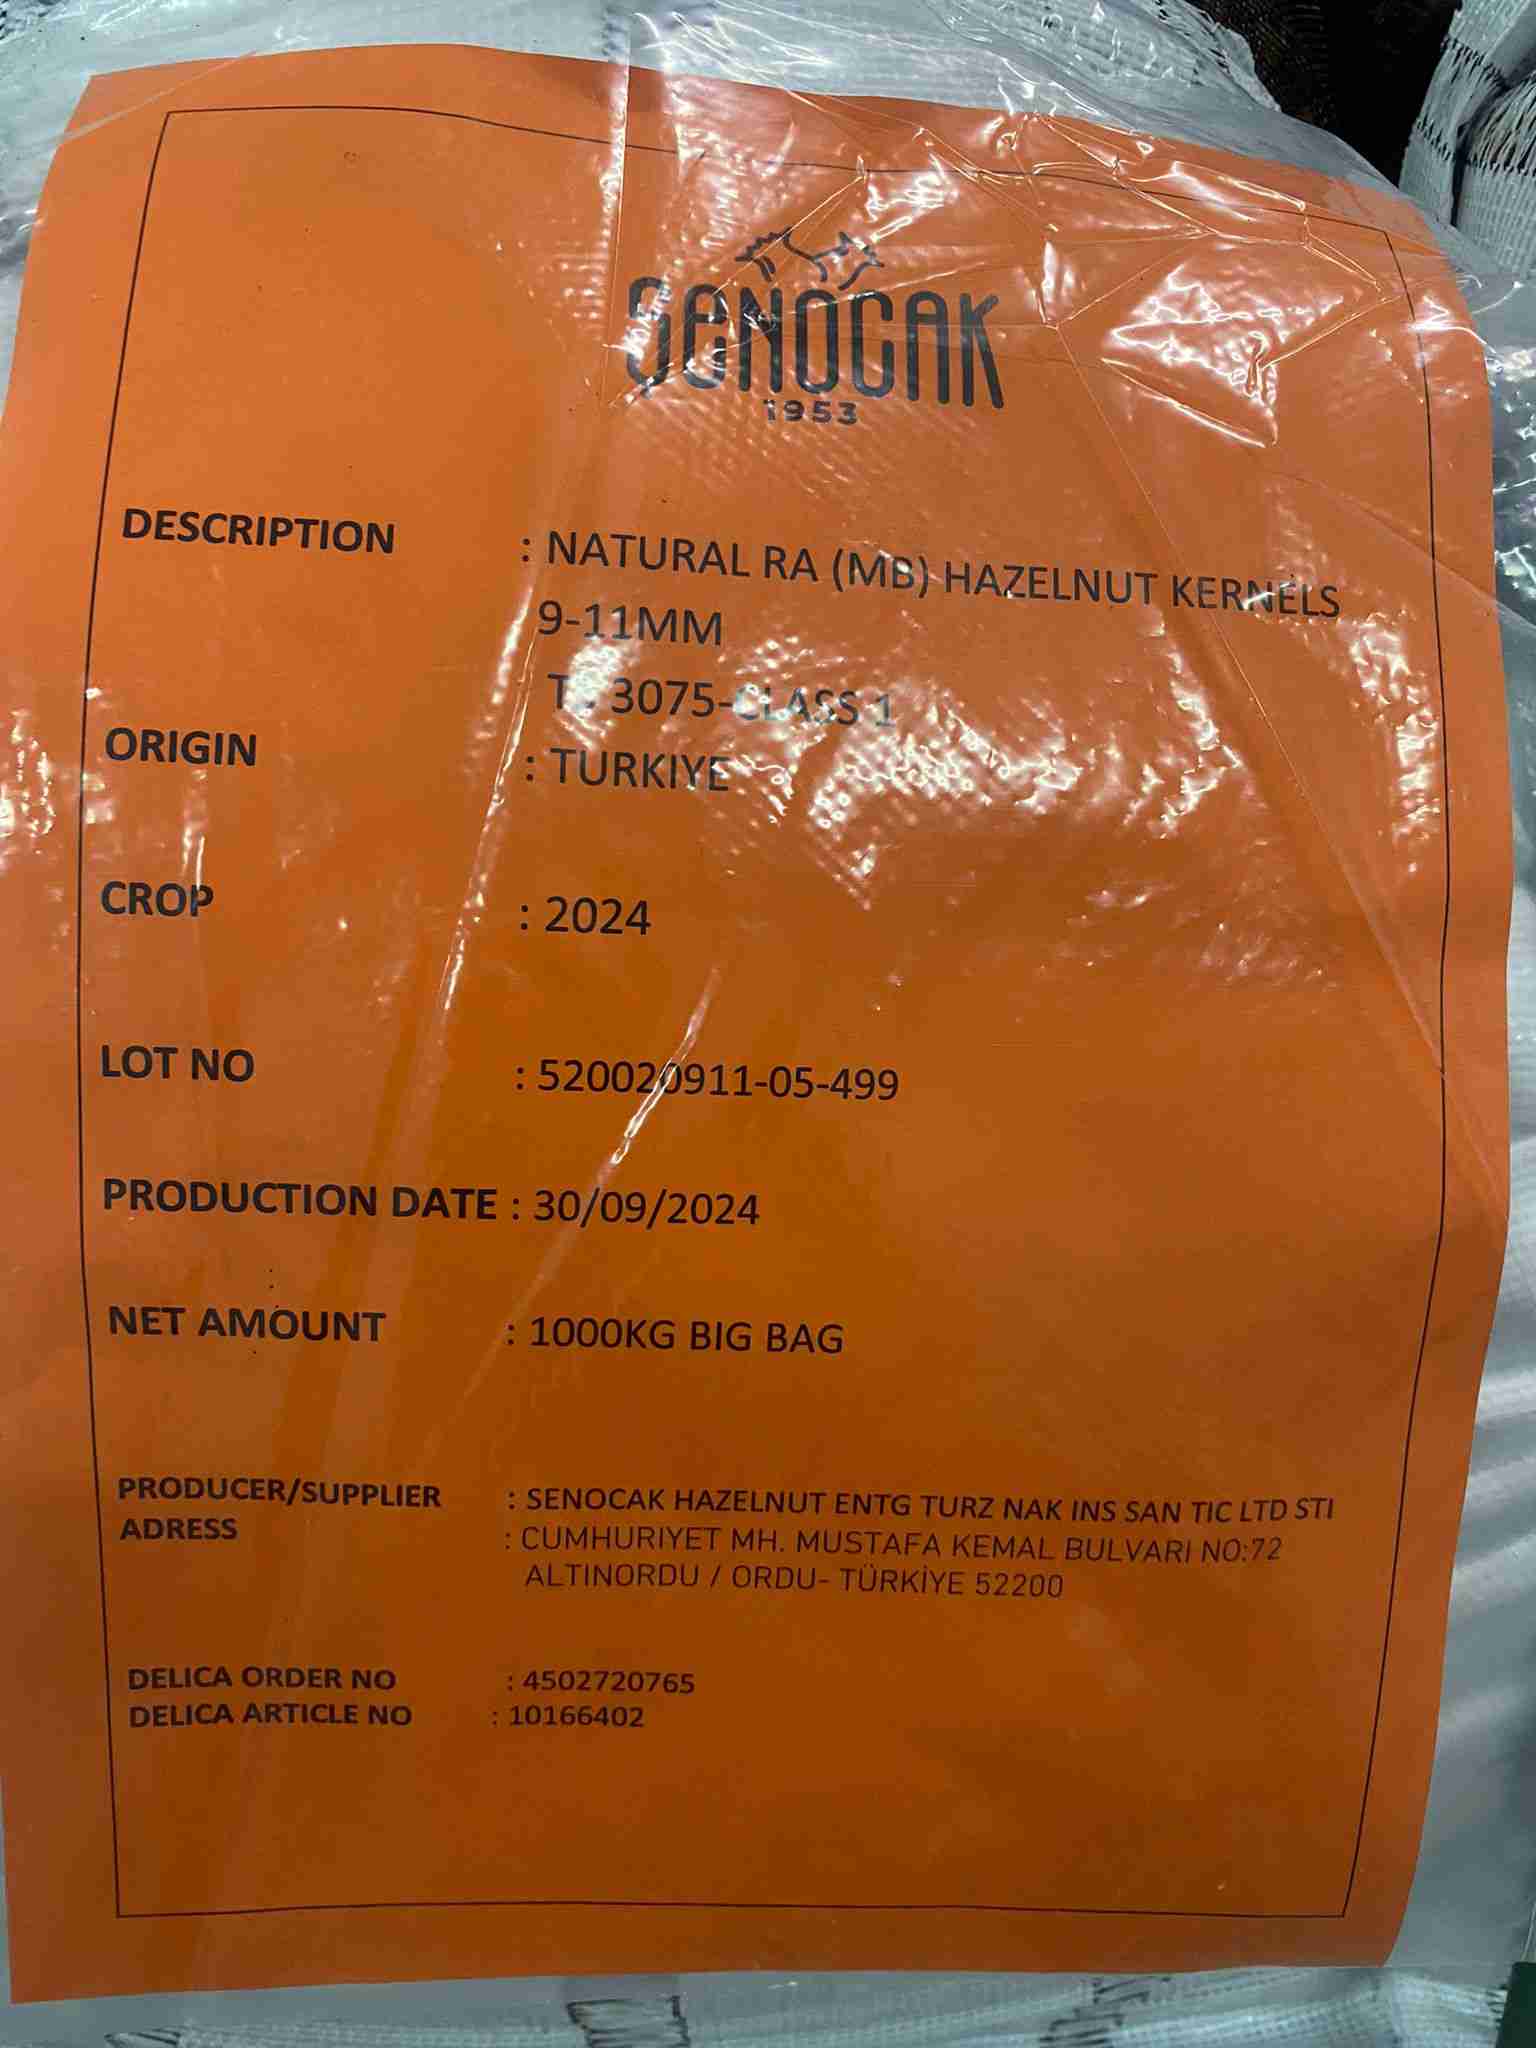 ŞENOCAK
1953
DESCRIPTION : NATURAL RA (MB) HAZELNUT KERNELS
9-11MM
3075-CLASS 1
ORIGIN : TURKIYE
CROP : 2024
LOT NO : 520020911-05-499
PRODUCTION DATE : 30/09/2024
NET AMOUNT : 1000KG BIG BAG
PRODUCER/SUPPLIER : SENOCAK HAZELNUT ENTG TURZ NAK INS SAN TIC LTD STI
ADRESS : CUMHURIYET MH. MUSTAFA KEMAL BULVARI NO:72
ALTINORDU / ORDU- TÜRKİYE 52200
DELICA ORDER NO : 4502720765
DELICA ARTICLE NO : 10166402